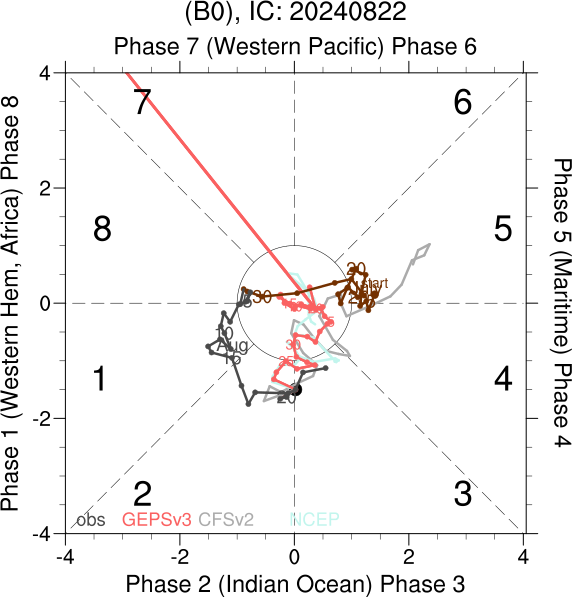 (B0), IC: 20240822
Phase 7 (Western Pacific) Phase 6
Phase 1 (Western Hem, Africa) Phase 8
Phase 5 (Maritime) Phase 4
4
2
0
-2
-4
7
6
8
5
1
4
2
3
20
Start
30
10
Aug
15
20
25
30
obs
GEPSv3
CFSv2
NCEP
-4
-2
0
2
4
Phase 2 (Indian Ocean) Phase 3